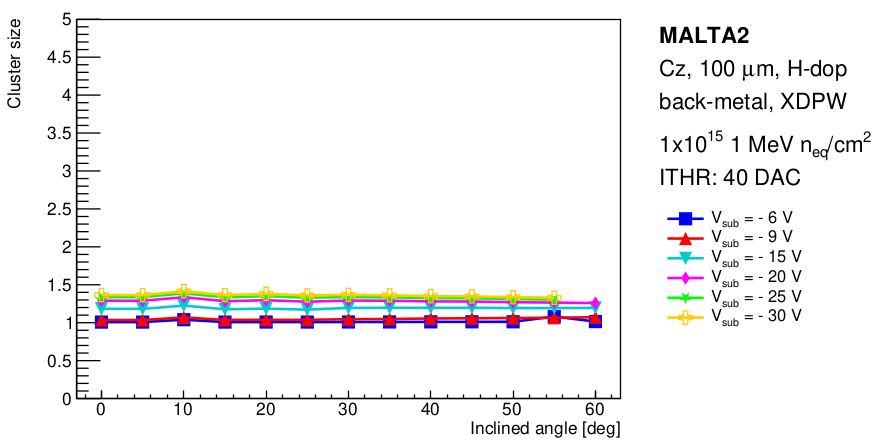 Cluster size
5
4.5
4
3.5
3
2.5
2
1.5
1
0.5
0
0 10 20 30 40 50 60
Inclined angle [deg]
MALTA2
Cz, 100 μm, H-dop
back-metal, XDPW
1x10^15 1 MeV n_eq/cm^2
ITHR: 40 DAC
V_sub = - 6 V
V_sub = - 9 V
V_sub = - 15 V
V_sub = - 20 V
V_sub = - 25 V
V_sub = - 30 V